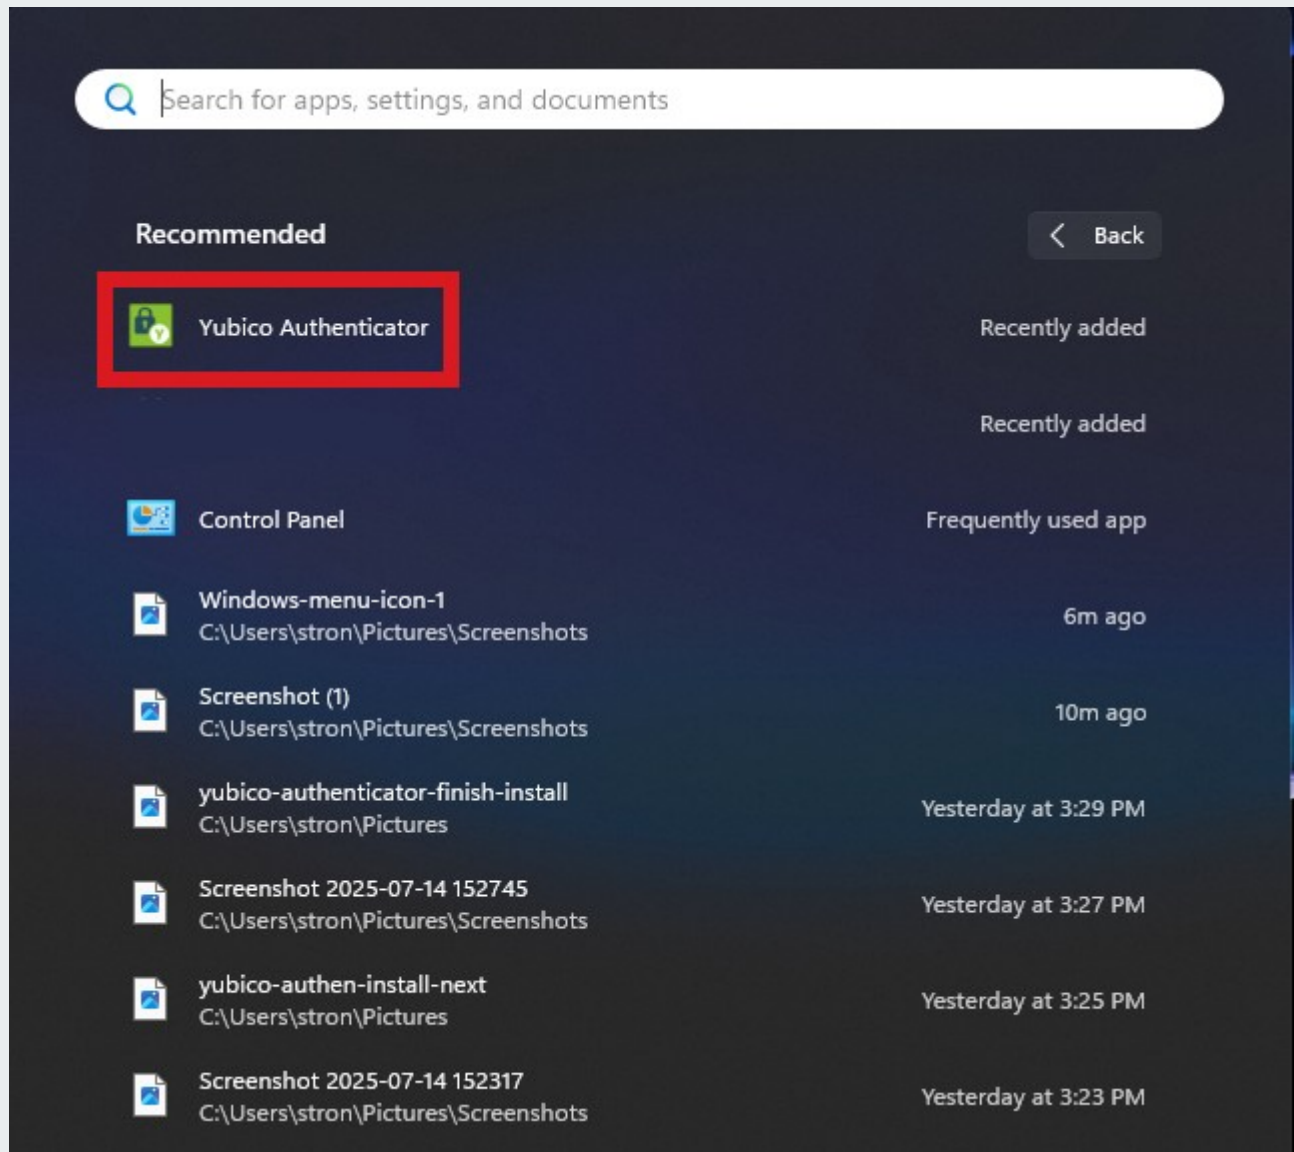 Search for apps, settings, and documents
Recommended
Back
Yubico Authenticator
Recently added
Recently added
Control Panel
Frequently used app
Windows-menu-icon-1
C:\Users\stron\Pictures\Screenshots
6m ago
Screenshot (1)
C:\Users\stron\Pictures\Screenshots
10m ago
yubico-authenticator-finish-install
C:\Users\stron\Pictures
Yesterday at 3:29 PM
Screenshot 2025-07-14 152745
C:\Users\stron\Pictures\Screenshots
Yesterday at 3:27 PM
yubico-authen-install-next
C:\Users\stron\Pictures
Yesterday at 3:25 PM
Screenshot 2025-07-14 152317
C:\Users\stron\Pictures\Screenshots
Yesterday at 3:23 PM